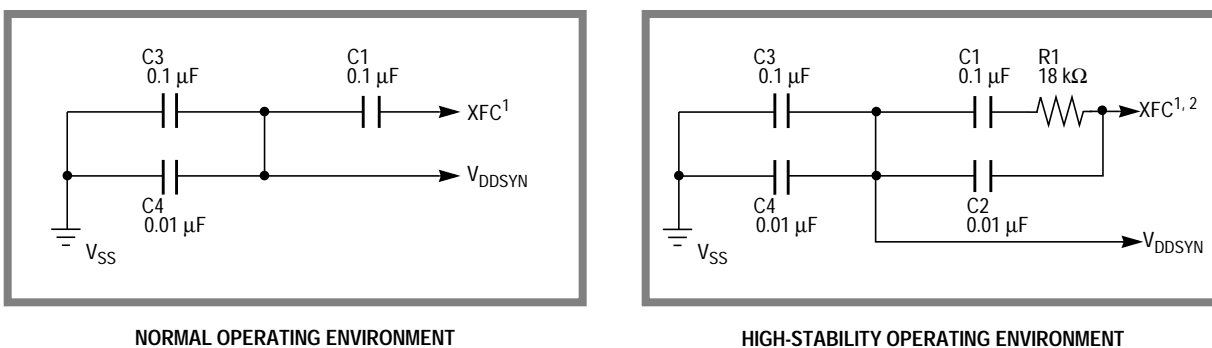 C3
0.1 µF
C1
0.1 µF
XFC1
VDDSYN
C4
0.01 µF
VSS
NORMAL OPERATING ENVIRONMENT
C3
0.1 µF
C1
0.1 µF
R1
18 kΩ
XFC1, 2
C4
0.01 µF
C2
0.01 µF
VSS
VDDSYN
HIGH-STABILITY OPERATING ENVIRONMENT